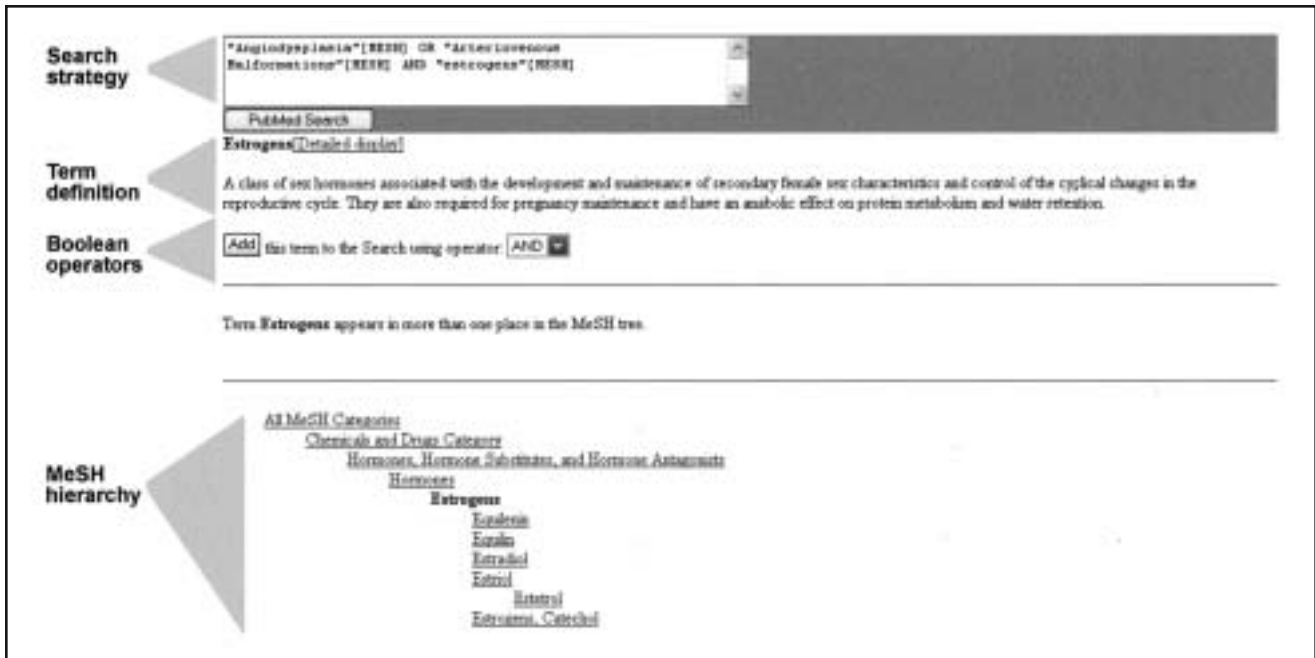 Search
strategy
"Angiodysplasia"[MESH] OR "Arteriovenous
Malformations"[MESH] AND "estrogens"[MESH]
PubMed Search
Estrogens[Detailed display]
Term
definition
A class of sex hormones associated with the development and maintenance of secondary female sex characteristics and control of the cyclical changes in the
reproductive cycle. They are also required for pregnancy maintenance and have an anabolic effect on protein metabolism and water retention.
Boolean
operators
Add this term to the Search using operator: AND
Term Estrogens appears in more than one place in the MeSH tree.
MeSH
hierarchy
All MeSH Categories
Chemicals and Drugs Category
Hormones, Hormone Substitutes, and Hormone Antagonists
Hormones
Estrogens
Equilenin
Equilin
Estradiol
Estriol
Estetrol
Estrogens, Catechol